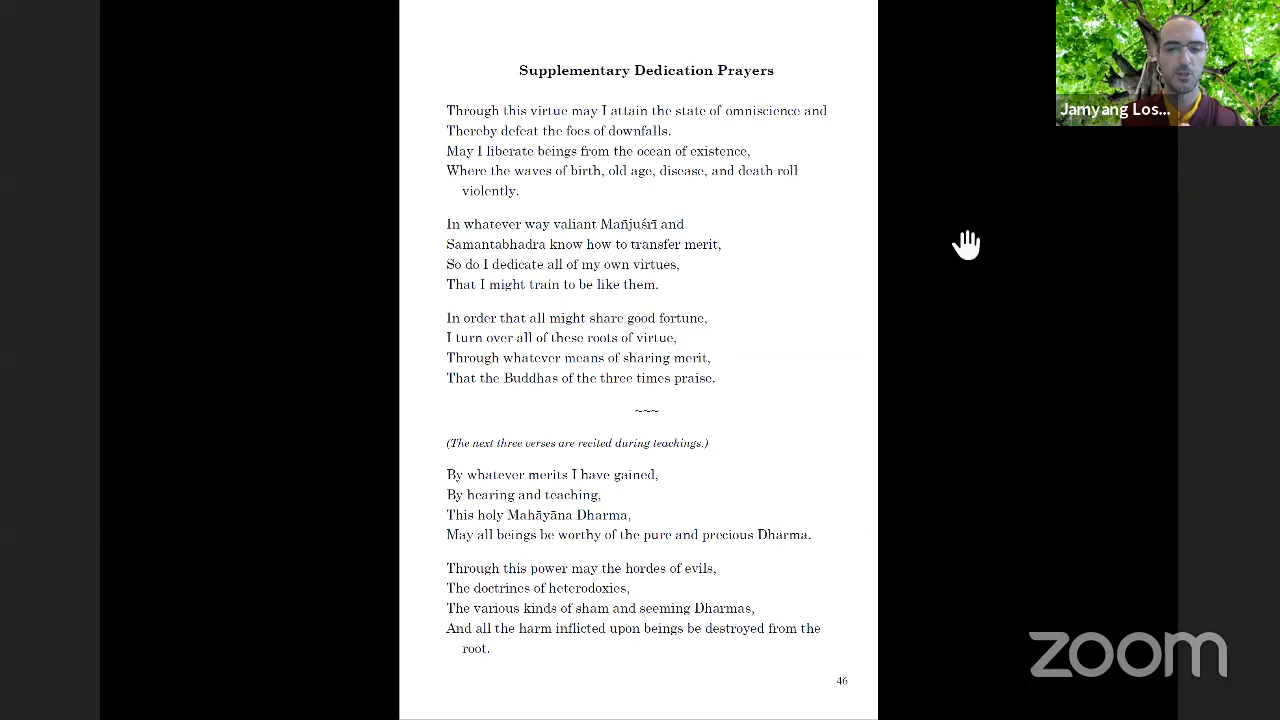 Supplementary Dedication Prayers
Through this virtue may I attain the state of omniscience and
Thereby defeat the foes of downfalls.
May I liberate beings from the ocean of existence,
Where the waves of birth, old age, disease, and death roll
violently.
In whatever way valiant Mañjuśrī and
Samantabhadra know how to transfer merit,
So do I dedicate all of my own virtues,
That I might train to be like them.
In order that all might share good fortune,
I turn over all of these roots of virtue,
Through whatever means of sharing merit,
That the Buddhas of the three times praise.
~~~
(The next three verses are recited during teachings.)
By whatever merits I have gained,
By hearing and teaching,
This holy Mahāyāna Dharma,
May all beings be worthy of the pure and precious Dharma.
Through this power may the hordes of evils,
The doctrines of heterodoxies,
The various kinds of sham and seeming Dharmas,
And all the harm inflicted upon beings be destroyed from the
root.
46
Jamyang Los...
zoom